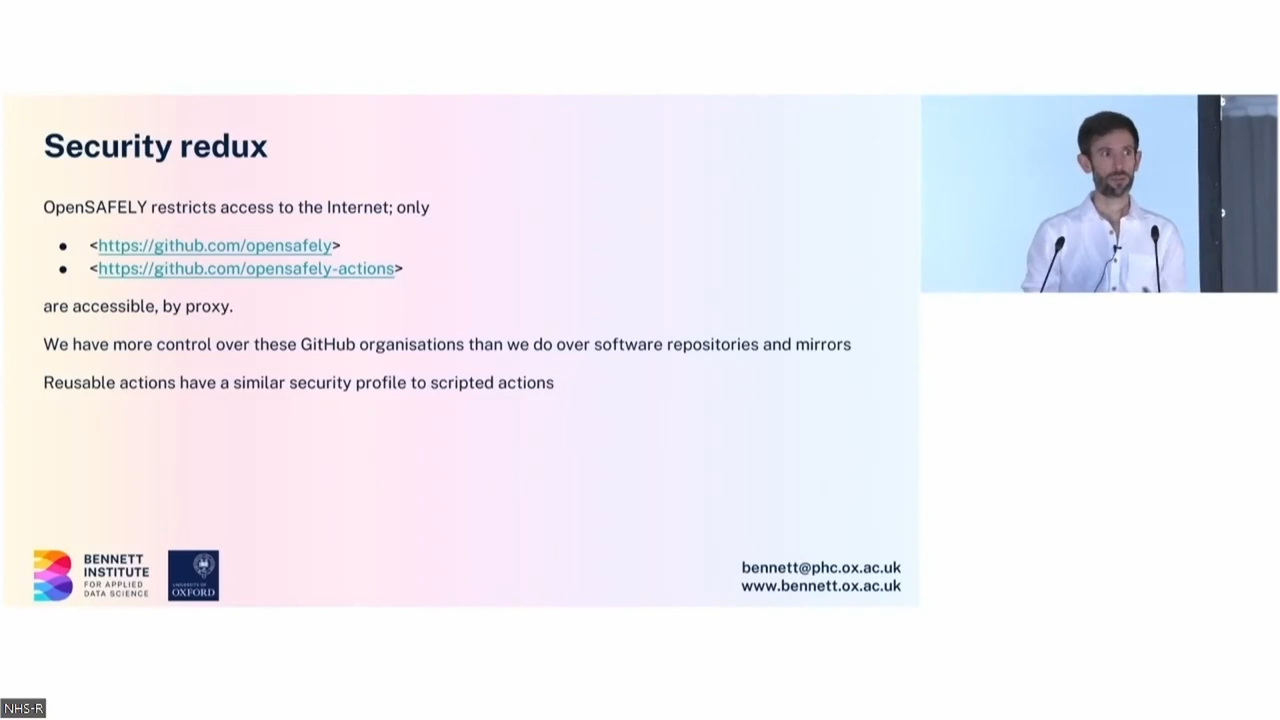 Security redux
OpenSAFELY restricts access to the Internet; only
● <https://github.com/opensafely>
● <https://github.com/opensafely-actions>
are accessible, by proxy.
We have more control over these GitHub organisations than we do over software repositories and mirrors
Reusable actions have a similar security profile to scripted actions
BENNETT
INSTITUTE
FOR APPLIED
DATA SCIENCE
UNIVERSITY OF
OXFORD
bennett@phc.ox.ac.uk
www.bennett.ox.ac.uk
NHS-R